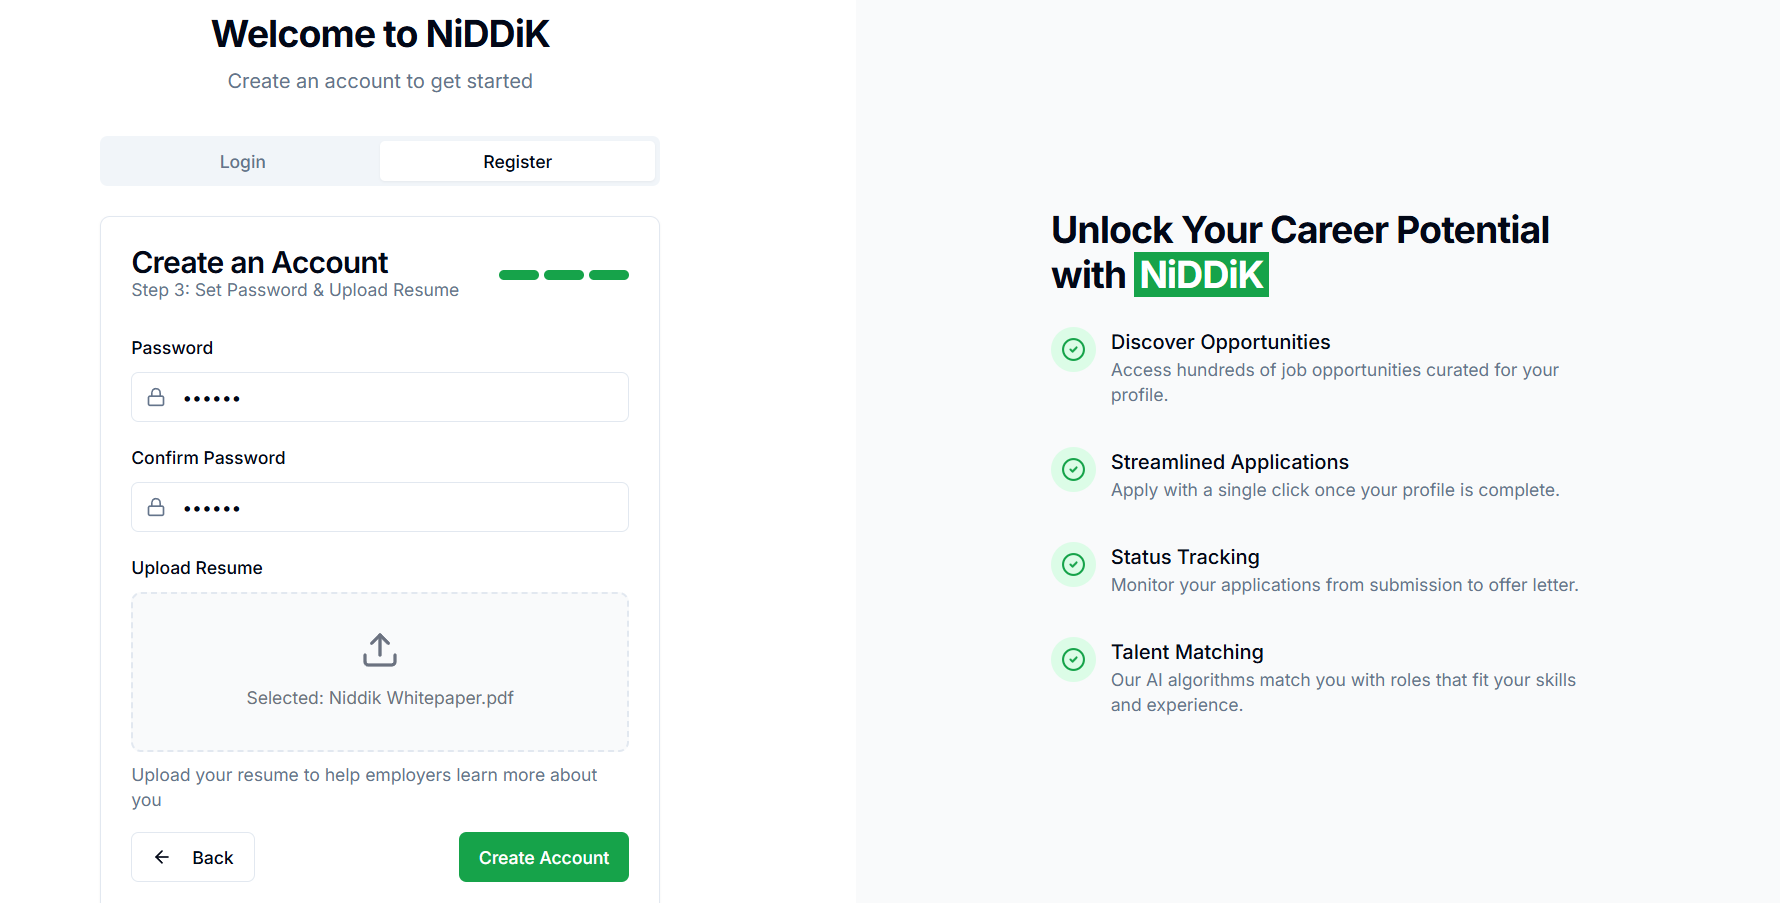 Welcome to NiDDiK
Create an account to get started
Login
Register
Create an Account
Step 3: Set Password & Upload Resume
Password
••••••
Confirm Password
••••••
Upload Resume
Selected: Niddik Whitepaper.pdf
Upload your resume to help employers learn more about
you
Back
Create Account
Unlock Your Career Potential
with NiDDiK
Discover Opportunities
Access hundreds of job opportunities curated for your
profile.
Streamlined Applications
Apply with a single click once your profile is complete.
Status Tracking
Monitor your applications from submission to offer letter.
Talent Matching
Our AI algorithms match you with roles that fit your skills
and experience.